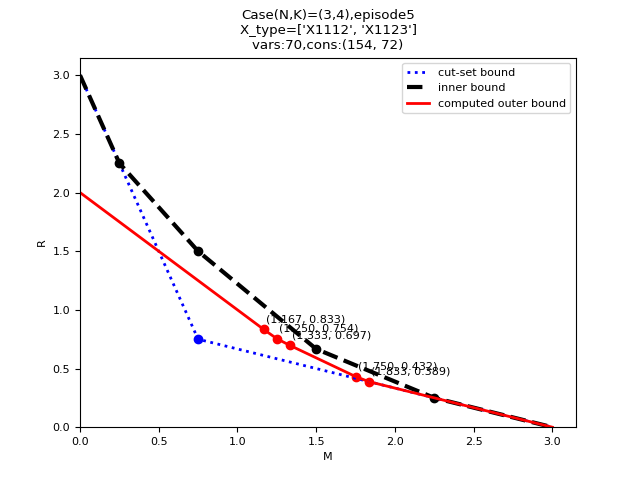 Case(N,K)=(3,4),episode5
X_type=['X1112', 'X1123']
vars:70,cons:(154, 72)
cut-set bound
inner bound
computed outer bound
R
3.0
2.5
2.0
1.5
1.0
0.5
0.0
(1.167, 0.833)
(1.250, 0.754)
(1.333, 0.697)
(1.750, 0.432)
(1.833, 0.389)
0.0 0.5 1.0 1.5 2.0 2.5 3.0
M